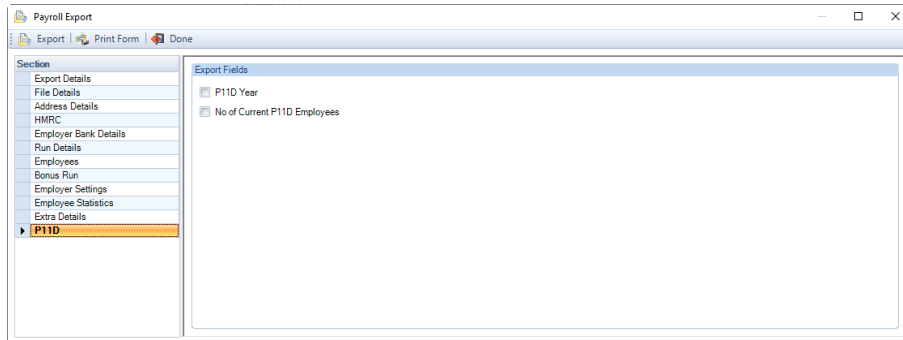 Payroll Export
Export Print Form Done
Section
Export Details
File Details
Address Details
HMRC
Employer Bank Details
Run Details
Employees
Bonus Run
Employer Settings
Employee Statistics
Extra Details
P11D
Export Fields
P11D Year
No of Current P11D Employees